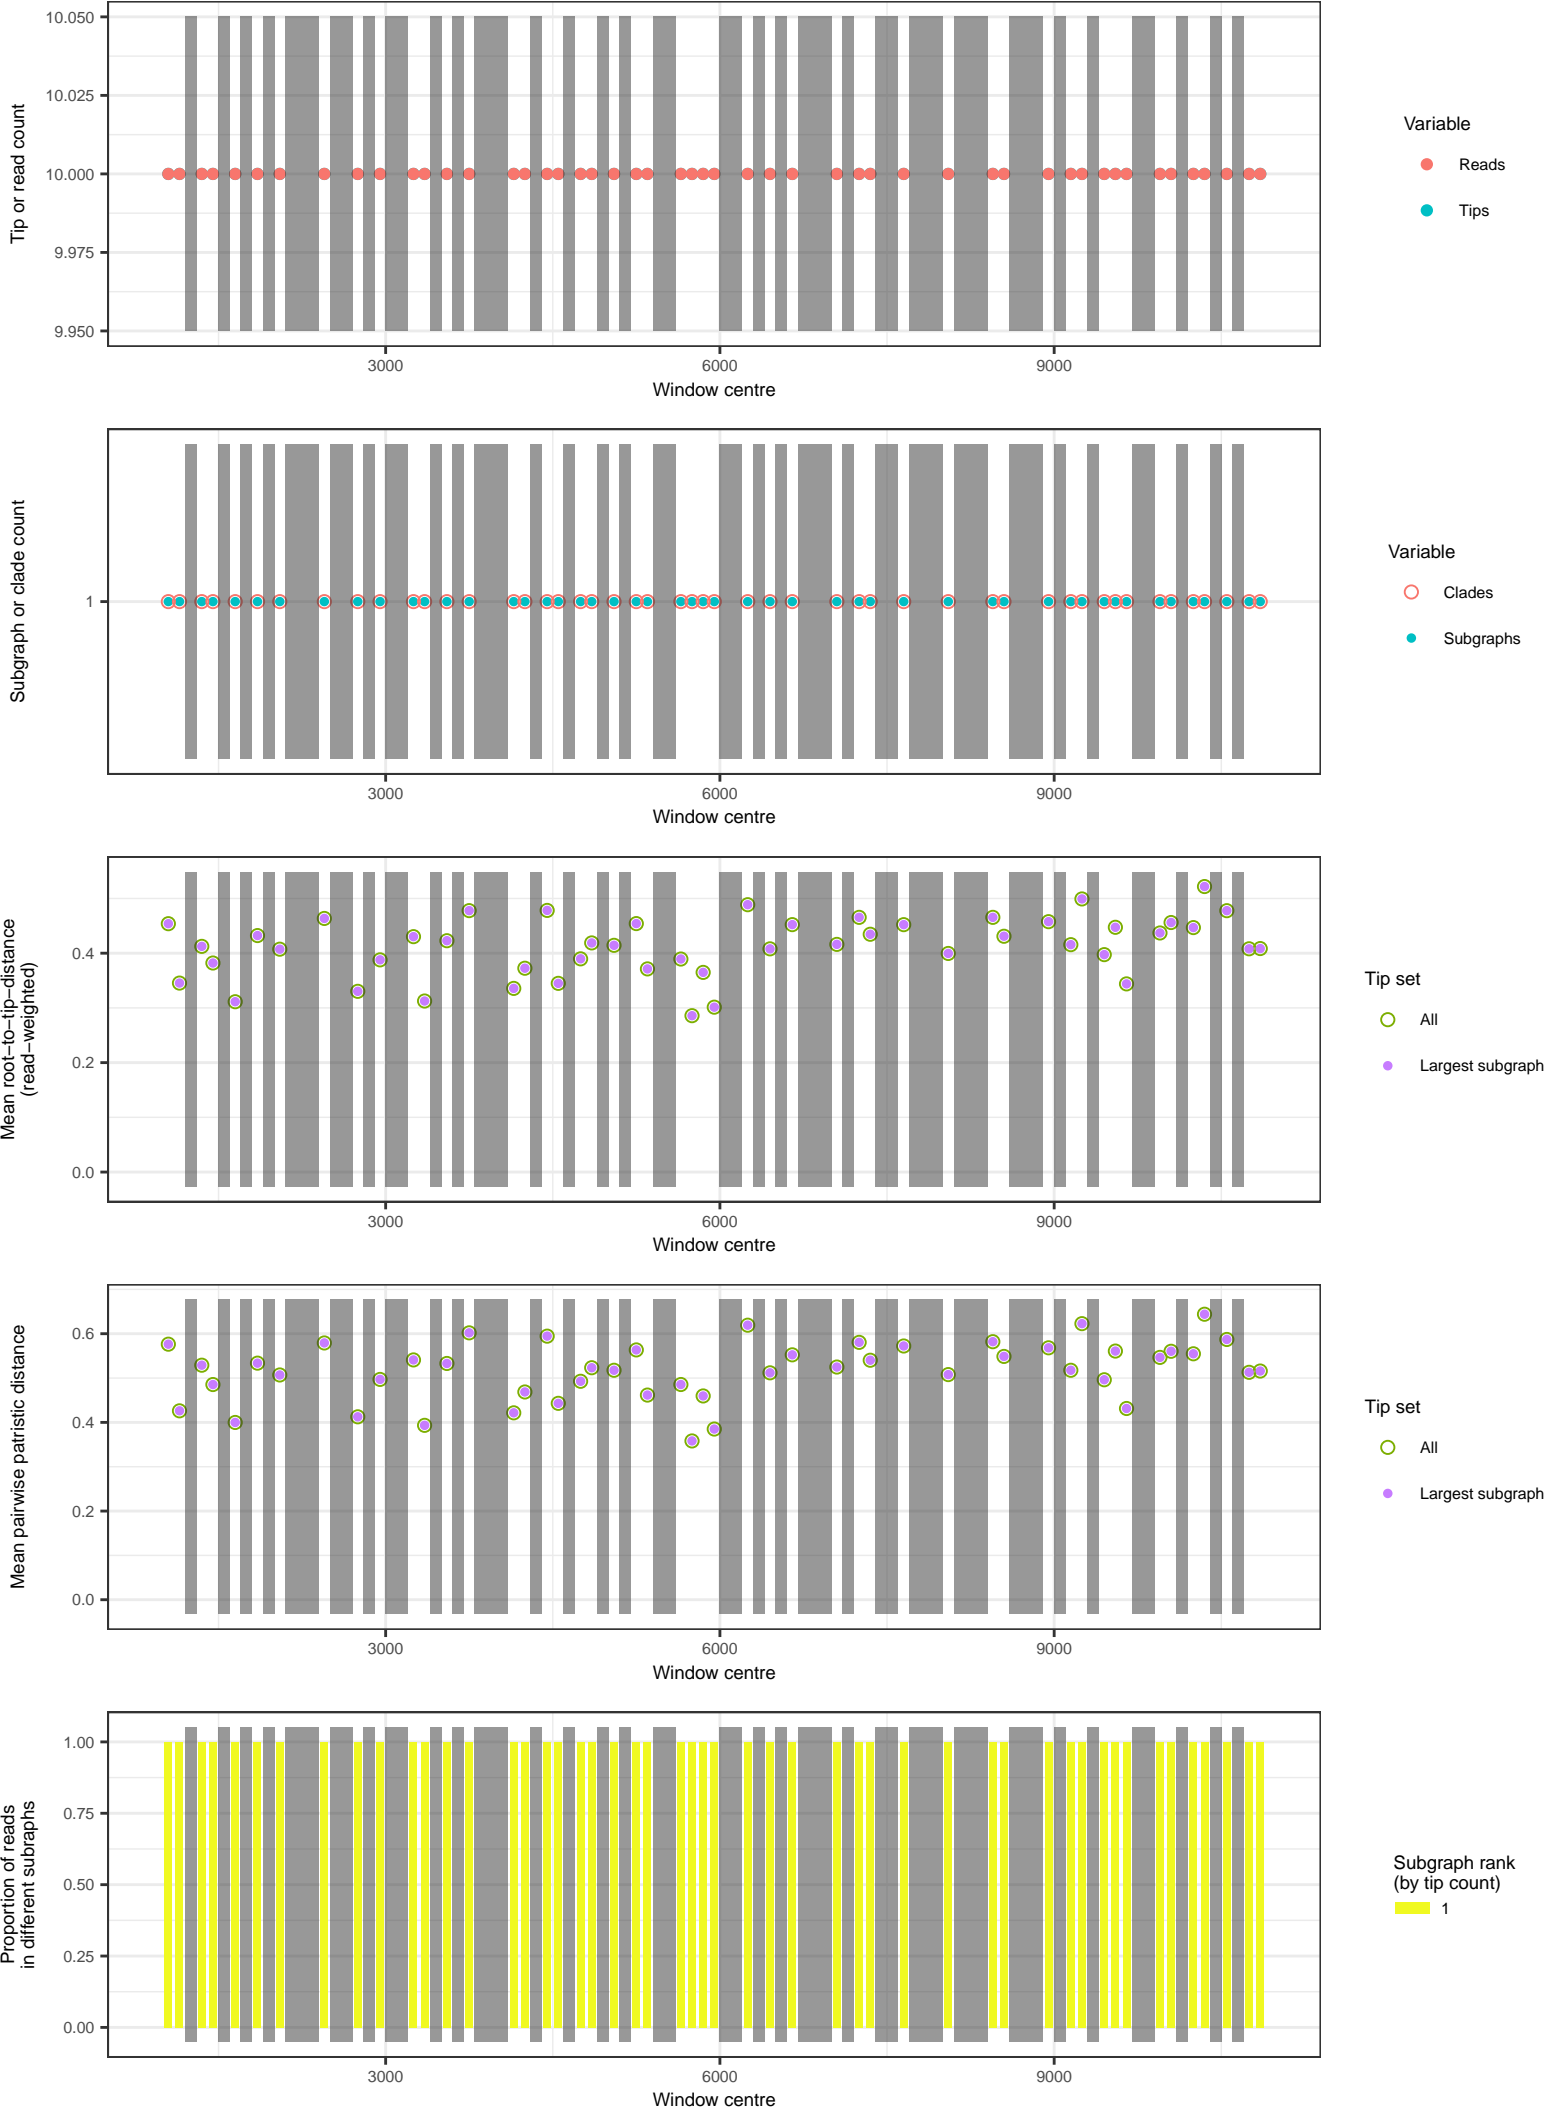 10.050
10.025
10.000
9.975
9.950
Tip or read count
3000
6000
9000
Window centre
Variable
Reads
Tips
1
Subgraph or clade count
3000
6000
9000
Window centre
Variable
Clades
Subgraphs
0.4
0.2
0.0
Mean root−to−tip−distance
(read−weighted)
3000
6000
9000
Window centre
Tip set
All
Largest subgraph
0.6
0.4
0.2
0.0
Mean pairwise patristic distance
3000
6000
9000
Window centre
Tip set
All
Largest subgraph
1.00
0.75
0.50
0.25
0.00
Proportion of reads
in different subraphs
3000
6000
9000
Window centre
Subgraph rank
(by tip count)
1